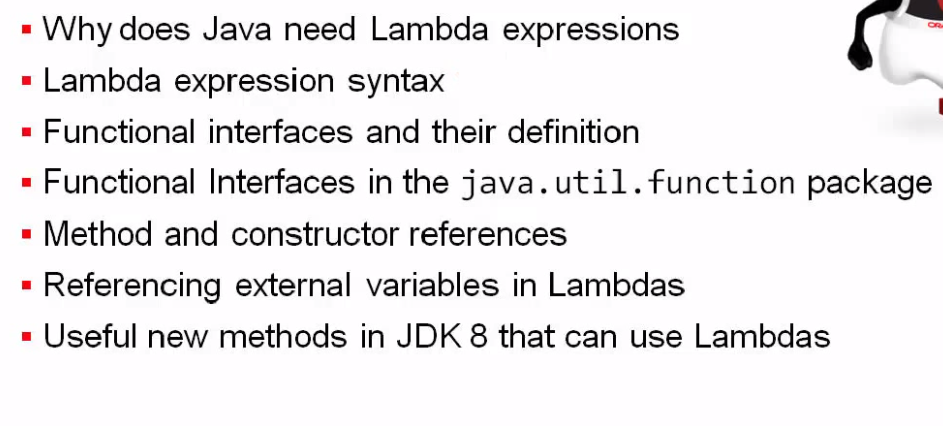 Why does Java need Lambda expressions
Lambda expression syntax
Functional interfaces and their definition
Functional Interfaces in the java.util.function package
Method and constructor references
Referencing external variables in Lambdas
Useful new methods in JDK 8 that can use Lambdas